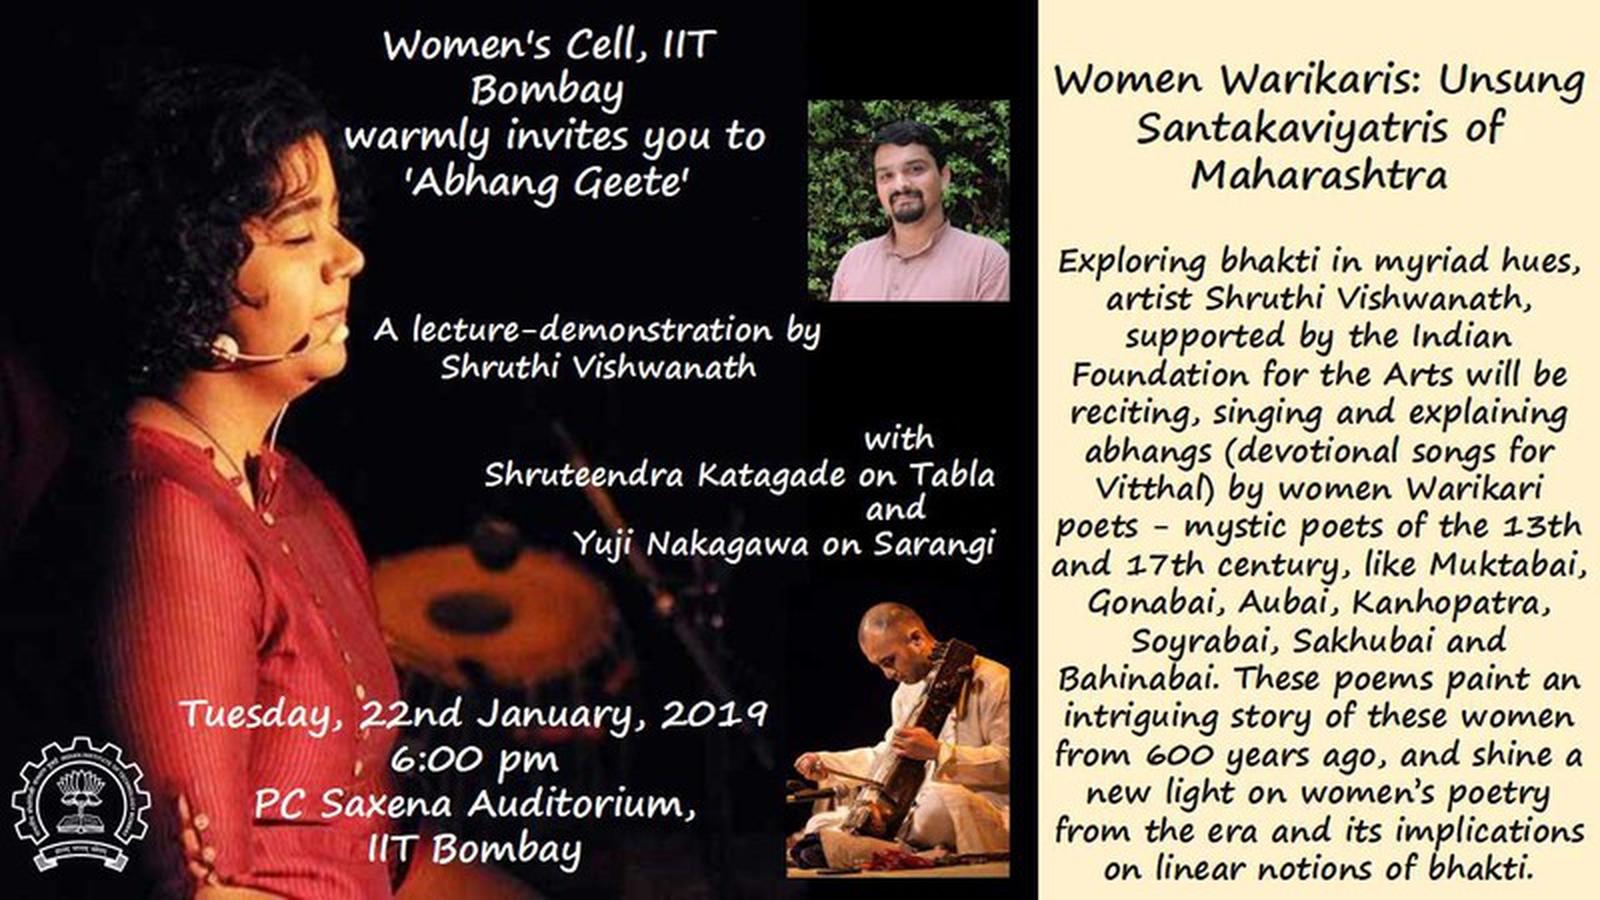 Women's Cell, IIT
Bombay
warmly invites you to
'Abhang Geete'
A lecture-demonstration by
Shruthi Vishwanath
with
Shruteendra Katagade on Tabla
and
Yuji Nakagawa on Sarangi
Tuesday, 22nd January, 2019
6:00 pm
PC Saxena Auditorium,
IIT Bombay
Women Warikaris: Unsung
Santakaviyatris of
Maharashtra
Exploring bhakti in myriad hues,
artist Shruthi Vishwanath,
supported by the Indian
Foundation for the Arts will be
reciting, singing and explaining
abhangs (devotional songs for
Vitthal) by women Warikari
poets - mystic poets of the 13th
and 17th century, like Muktabai,
Gonabai, Aubai, Kanhopatra,
Soyrabai, Sakhubai and
Bahinabai. These poems paint an
intriguing story of these women
from 600 years ago, and shine a
new light on women’s poetry
from the era and its implications
on linear notions of bhakti.